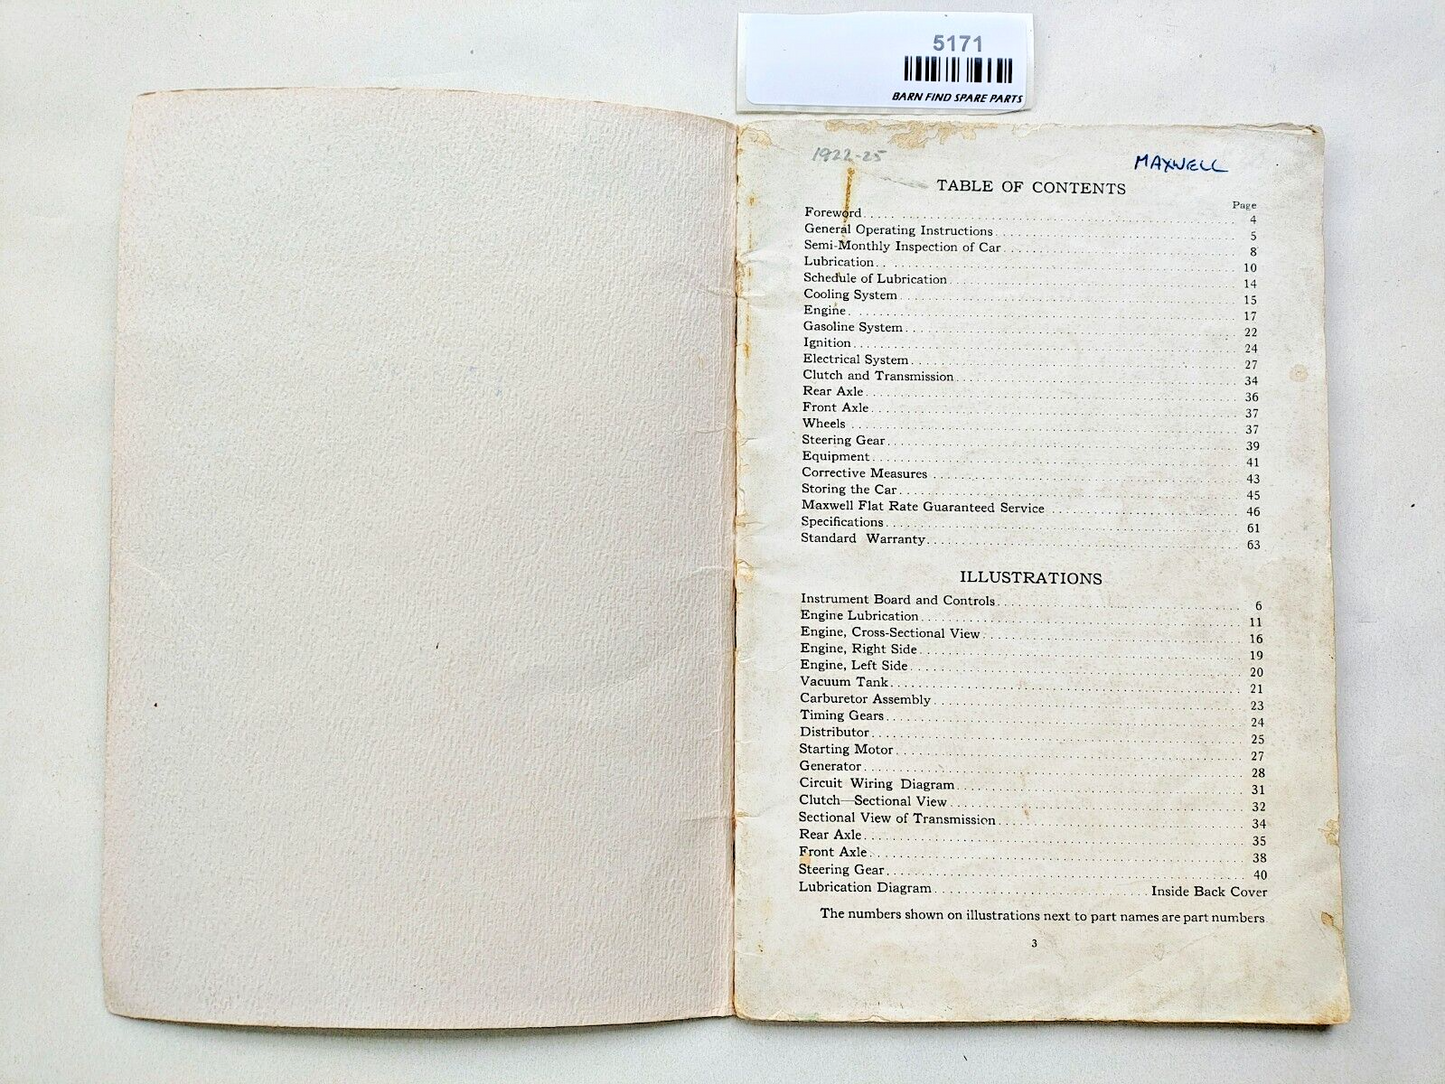 5171
BARN FIND SPARE PARTS
1922-25
MAXWELL
TABLE OF CONTENTS
Page
Foreword 4
General Operating Instructions 5
Semi-Monthly Inspection of Car 8
Lubrication 10
Schedule of Lubrication 14
Cooling System 15
Engine 17
Gasoline System 22
Ignition 24
Electrical System 27
Clutch and Transmission 34
Rear Axle 36
Front Axle 37
Wheels 37
Steering Gear 39
Equipment 41
Corrective Measures 43
Storing the Car 45
Maxwell Flat Rate Guaranteed Service 46
Specifications 61
Standard Warranty 63
ILLUSTRATIONS
Instrument Board and Controls 6
Engine Lubrication 11
Engine, Cross-Sectional View 16
Engine, Right Side 19
Engine, Left Side 20
Vacuum Tank 21
Carburetor Assembly 23
Timing Gears 24
Distributor 25
Starting Motor 27
Generator 28
Circuit Wiring Diagram 31
Clutch—Sectional View 32
Sectional View of Transmission 34
Rear Axle 35
Front Axle 38
Steering Gear 40
Lubrication Diagram Inside Back Cover
The numbers shown on illustrations next to part names are part numbers
3